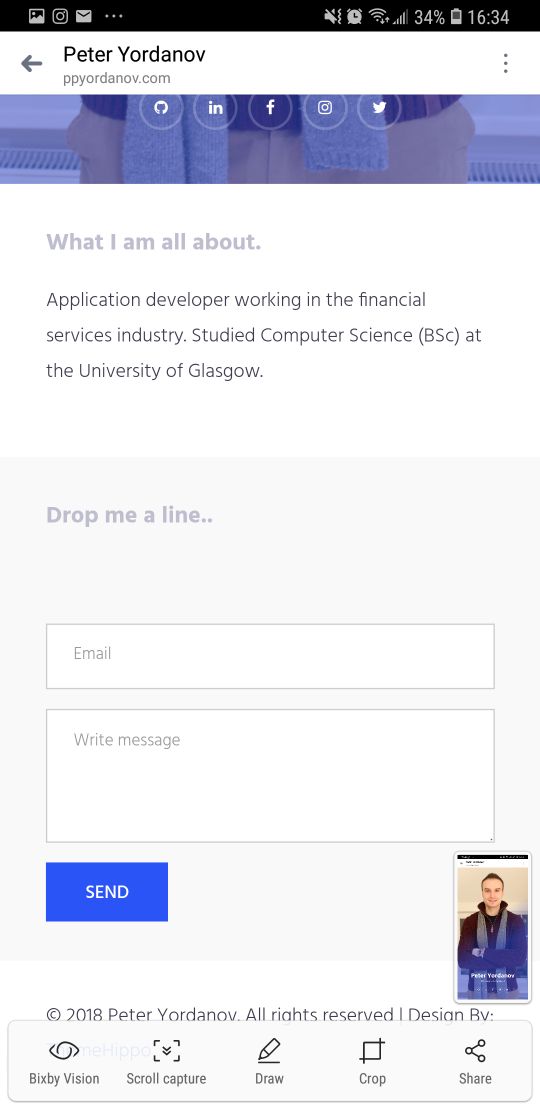 34% 16:34
Peter Yordanov
ppyordanov.com
What I am all about.
Application developer working in the financial
services industry. Studied Computer Science (BSc) at
the University of Glasgow.
Drop me a line..
Email
Write message
SEND
Peter Yordanov
© 2018 Peter Yordanov. All rights reserved | Design By:
ThemeHippo
Bixby Vision
Scroll capture
Draw
Crop
Share